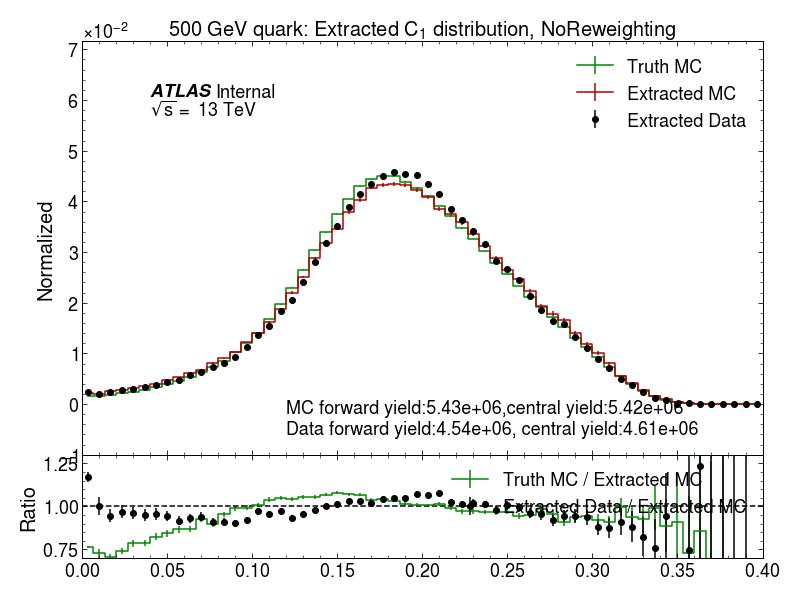 ×10⁻² 500 GeV quark: Extracted C₁ distribution, NoReweighting
7
6
5
4
3
2
1
0
−1
Normalized
ATLAS Internal
√s = 13 TeV
Truth MC
Extracted MC
Extracted Data
MC forward yield:5.43e+06,central yield:5.42e+06
Data forward yield:4.54e+06, central yield:4.61e+06
1.25
1.00
0.75
Ratio
Truth MC / Extracted MC
Extracted Data / Extracted MC
0.00 0.05 0.10 0.15 0.20 0.25 0.30 0.35 0.40